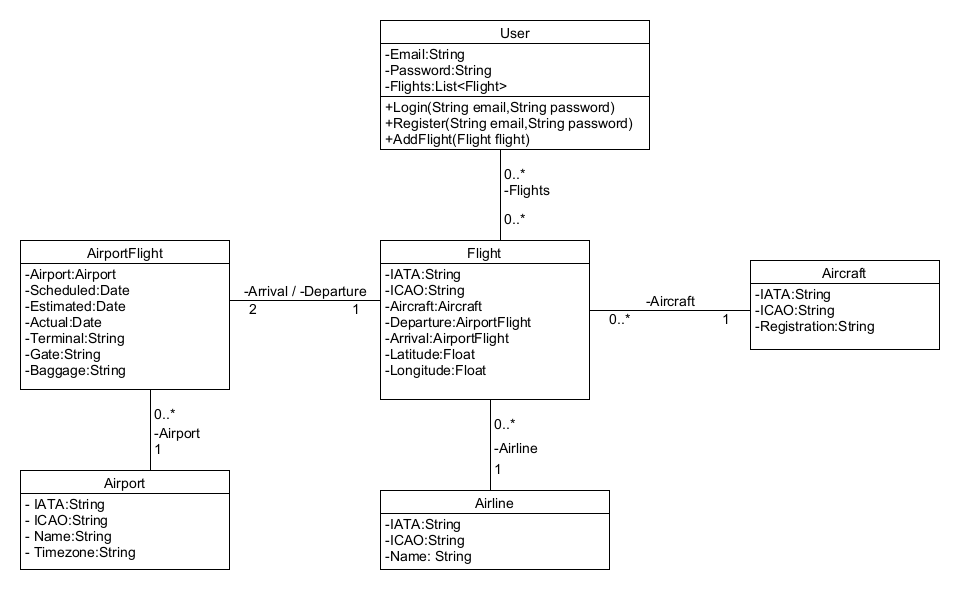 User
-Email:String
-Password:String
-Flights:List<Flight>
+Login(String email,String password)
+Register(String email,String password)
+AddFlight(Flight flight)
0..*
-Flights
0..*
AirportFlight
-Airport:Airport
-Scheduled:Date
-Estimated:Date
-Actual:Date
-Terminal:String
-Gate:String
-Baggage:String
-Arrival / -Departure
2 1
Flight
-IATA:String
-ICAO:String
-Aircraft:Aircraft
-Departure:AirportFlight
-Arrival:AirportFlight
-Latitude:Float
-Longitude:Float
-Aircraft
0..* 1
Aircraft
-IATA:String
-ICAO:String
-Registration:String
0..*
-Airport
1
0..*
-Airline
1
Airport
- IATA:String
- ICAO:String
- Name:String
- Timezone:String
Airline
-IATA:String
-ICAO:String
-Name: String